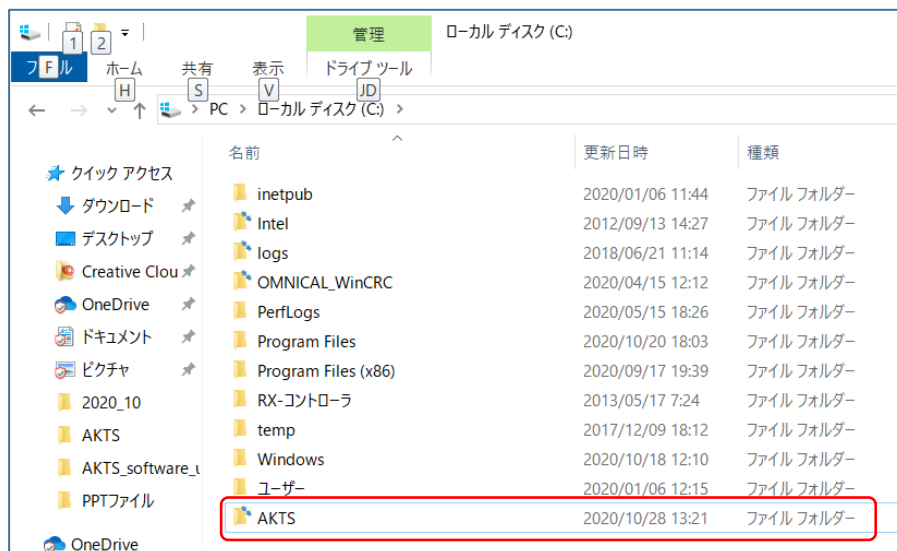 管理 ローカル ディスク (C:)
1 2
ファイル ホーム 共有 表示 ドライブ ツール
F H S V JD
PC ローカル ディスク (C:)
名前 更新日時 種類
クイック アクセス
ダウンロード
デスクトップ
Creative Clou
OneDrive
ドキュメント
ピクチャ
2020_10
AKTS
AKTS_software_u
PPTファイル
OneDrive
inetpub 2020/01/06 11:44 ファイル フォルダー
Intel 2012/09/13 14:27 ファイル フォルダー
logs 2018/06/21 11:14 ファイル フォルダー
OMNICAL_WinCRC 2020/04/15 12:12 ファイル フォルダー
PerfLogs 2020/05/15 18:26 ファイル フォルダー
Program Files 2020/10/20 18:03 ファイル フォルダー
Program Files (x86) 2020/09/17 19:39 ファイル フォルダー
RX-コントローラ 2013/05/17 7:24 ファイル フォルダー
temp 2017/12/09 18:12 ファイル フォルダー
Windows 2020/10/18 12:10 ファイル フォルダー
ユーザー 2020/01/06 12:15 ファイル フォルダー
AKTS 2020/10/28 13:21 ファイル フォルダー